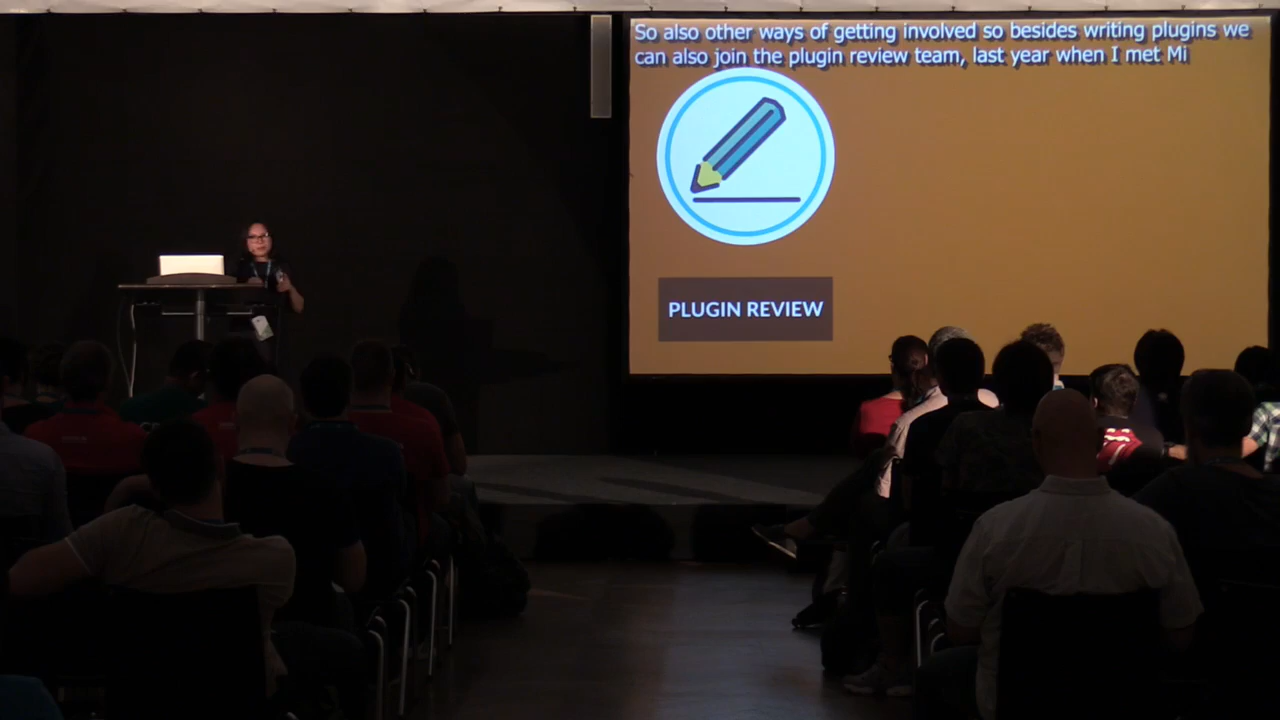 So also other ways of getting involved so besides writing plugins we
can also join the plugin review team, last year when I met Mi
PLUGIN REVIEW